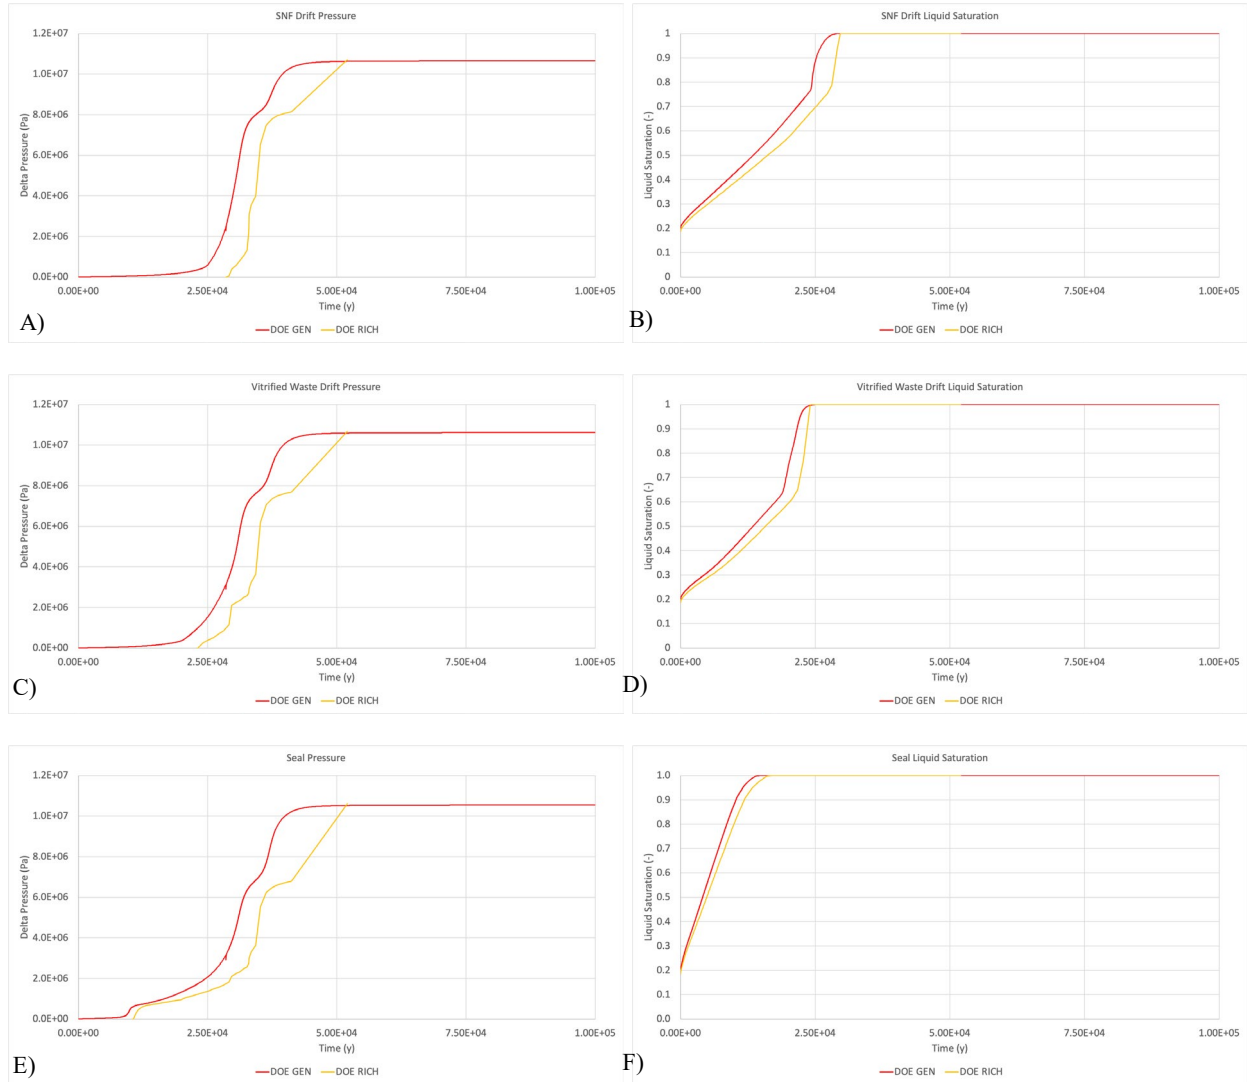 SNF Drift Pressure
Delta Pressure (Pa)
1.2E+07
1.0E+07
8.0E+06
6.0E+06
4.0E+06
2.0E+06
0.0E+00
0.00E+00 2.50E+04 5.00E+04 7.50E+04 1.00E+05
Time (y)
DOE GEN DOE RICH
A)
SNF Drift Liquid Saturation
Liquid Saturation (-)
1
0.9
0.8
0.7
0.6
0.5
0.4
0.3
0.2
0.1
0
0.00E+00 2.50E+04 5.00E+04 7.50E+04 1.00E+05
Time (y)
DOE GEN DOE RICH
B)
Vitrified Waste Drift Pressure
Delta Pressure (Pa)
1.2E+07
1.0E+07
8.0E+06
6.0E+06
4.0E+06
2.0E+06
0.0E+00
0.00E+00 2.50E+04 5.00E+04 7.50E+04 1.00E+05
Time (y)
DOE GEN DOE RICH
C)
Vitrified Waste Drift Liquid Saturation
Liquid Saturation (-)
1
0.9
0.8
0.7
0.6
0.5
0.4
0.3
0.2
0.1
0
0.00E+00 2.50E+04 5.00E+04 7.50E+04 1.00E+05
Time (y)
DOE GEN DOE RICH
D)
Seal Pressure
Delta Pressure (Pa)
1.2E+07
1.0E+07
8.0E+06
6.0E+06
4.0E+06
2.0E+06
0.0E+00
0.00E+00 2.50E+04 5.00E+04 7.50E+04 1.00E+05
Time (y)
DOE GEN DOE RICH
E)
Seal Liquid Saturation
Liquid Saturation (-)
1.0
0.9
0.8
0.7
0.6
0.5
0.4
0.3
0.2
0.1
0.0
0.00E+00 2.50E+04 5.00E+04 7.50E+04 1.00E+05
Time (y)
DOE GEN DOE RICH
F)